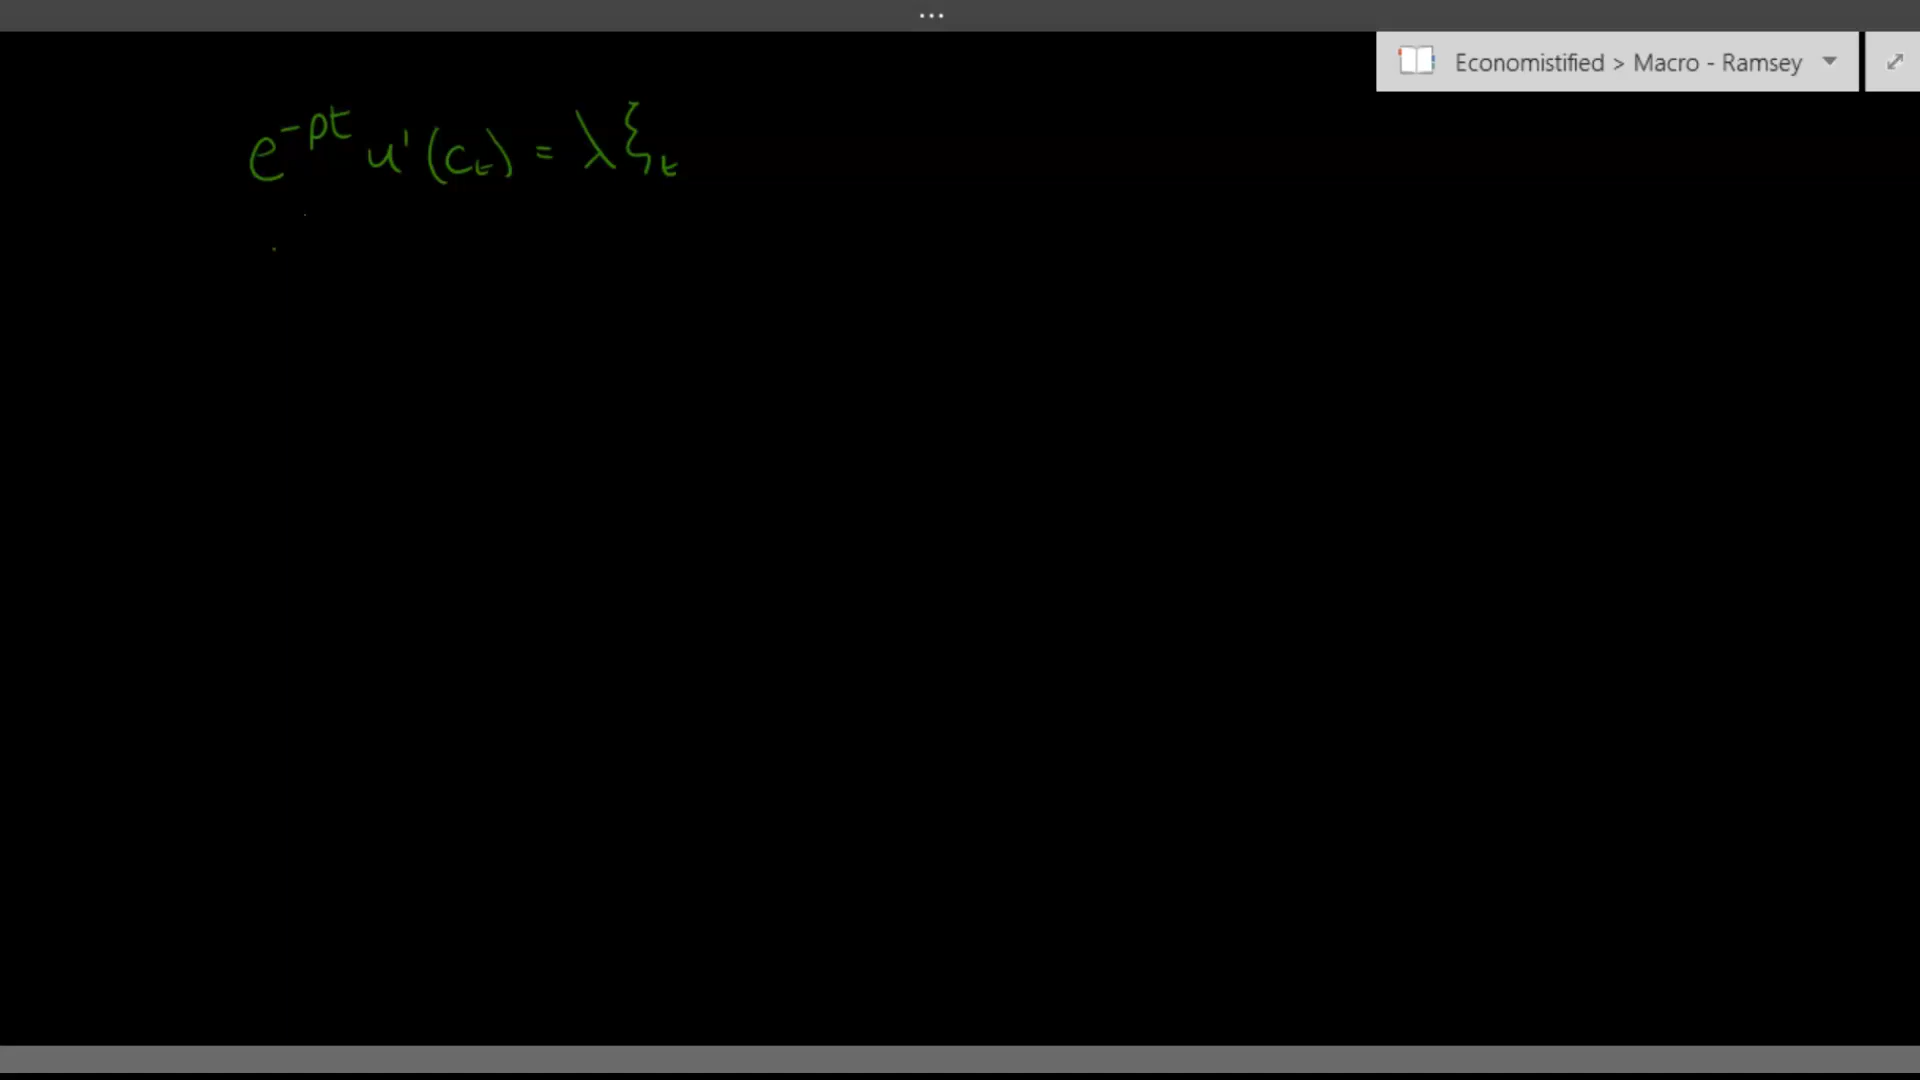 Economistified > Macro - Ramsey
e^{-ρt} u'(c_t) = λξ_t